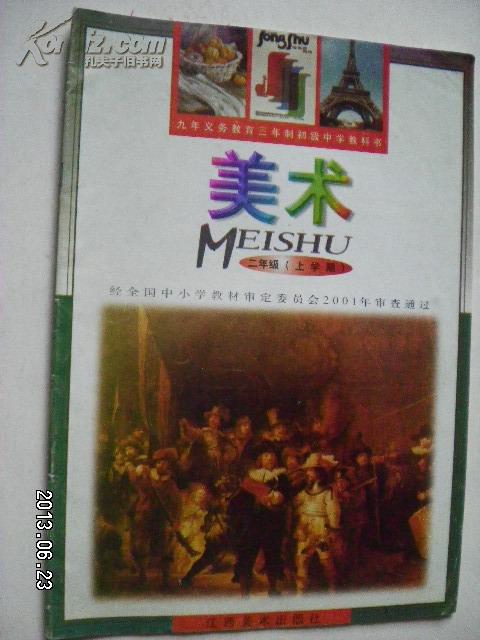 Kongfz.com
孔夫子旧书网
fongshu
九年义务教育三年制初级中学教科书
美术
MEISHU
二年级(上学期)
经全国中小学教材审定委员会2001年审查通过
江西美术出版社
2013.06.23